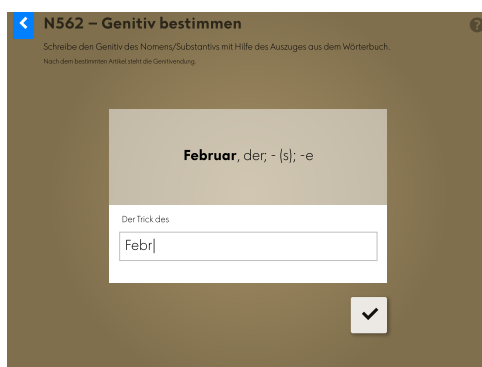 N562 – Genitiv bestimmen
Schreibe den Genitiv des Nomens/Substantivs mit Hilfe des Auszuges aus dem Wörterbuch.
Nach dem bestimmten Artikel steht die Genitivendung.
Februar, der; - (s); -e
Der Trick des
Febr